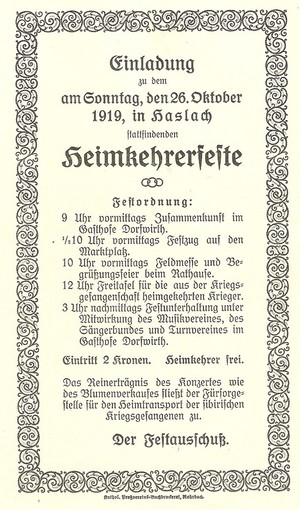 Einladung
zu dem
am Sonntag, den 26. Oktober
1919, in Haslach
stattfindenden
Heimkehrerfeste
Festordnung:
9 Uhr vormittags Zusammenkunft im
Gasthofe Dorfwirth.
½10 Uhr vormittags Festzug auf den
Marktplatz.
10 Uhr vormittags Feldmesse und Be-
grüßungsfeier beim Rathause.
12 Uhr Freitafel für die aus der Kriegs-
gefangenschaft heimgekehrten Krieger.
3 Uhr nachmittags Festunterhaltung unter
Mitwirkung des Musikvereines, des
Sängerbundes und Turnvereines im
Gasthofe Dorfwirth.
Eintritt 2 Kronen. Heimkehrer frei.
Das Reinerträgnis des Konzertes wie
des Blumenverkaufes fließt der Fürsorge-
stelle für den Heimtransport der sibirischen
Kriegsgefangenen zu.
Der Festausschuß.
Kathol. Preßvereins-Buchdruckerei, Rohrbach.